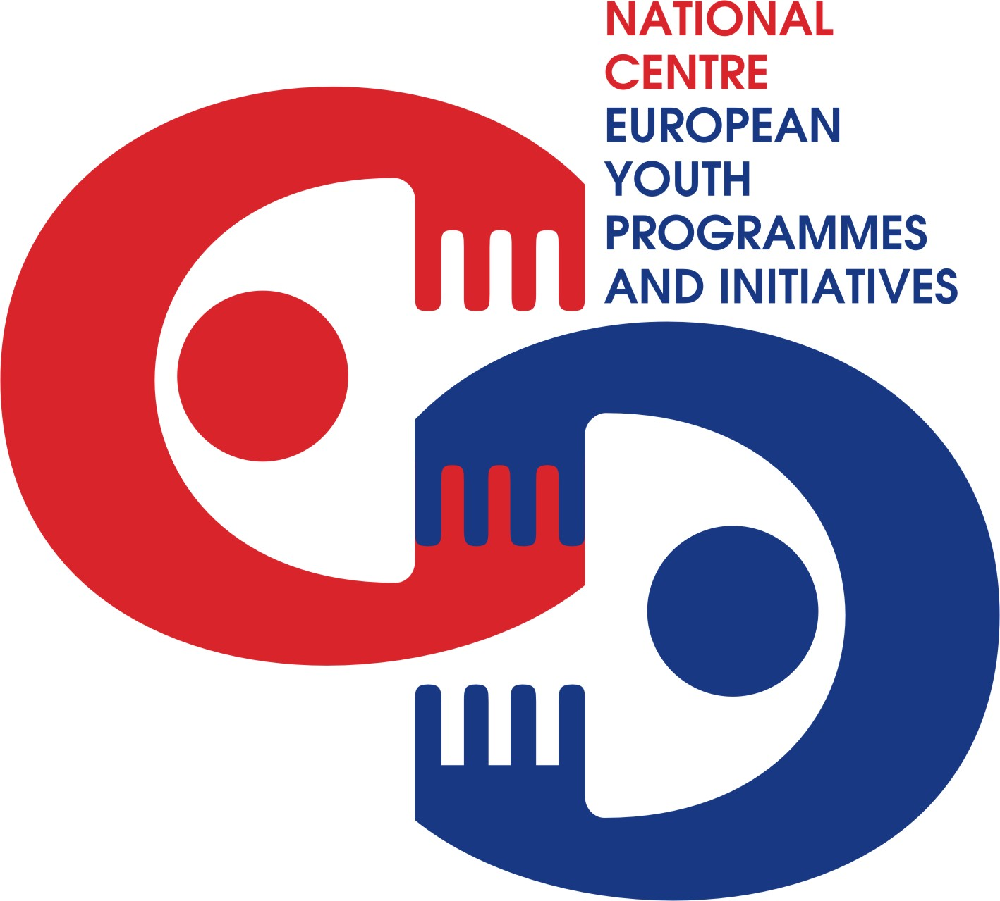 NATIONAL
CENTRE
EUROPEAN
YOUTH
PROGRAMMES
AND INITIATIVES